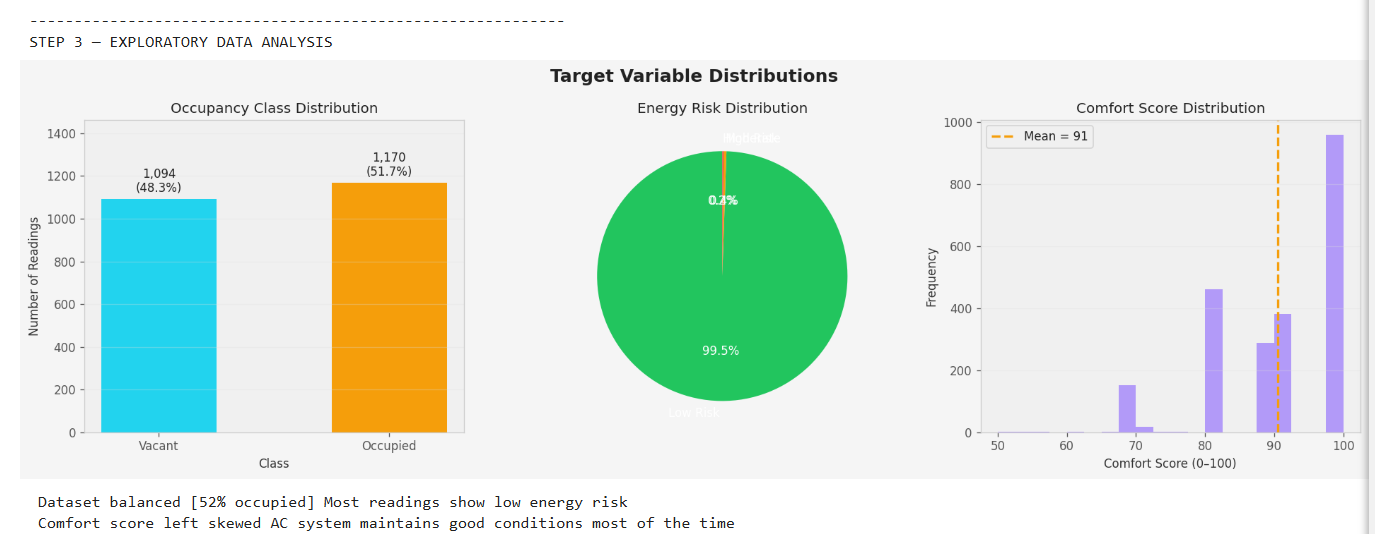 ------------------------------------------------------------
STEP 3 — EXPLORATORY DATA ANALYSIS
Target Variable Distributions
Occupancy Class Distribution
1400
1200
1000
800
600
400
200
0
Number of Readings
1,094
(48.3%)
1,170
(51.7%)
Vacant
Occupied
Class
Energy Risk Distribution
Moderate
99.5%
Low Risk
Comfort Score Distribution
Mean = 91
1000
800
600
400
200
0
Frequency
50
60
70
80
90
100
Comfort Score (0–100)
Dataset balanced [52% occupied] Most readings show low energy risk
Comfort score left skewed AC system maintains good conditions most of the time